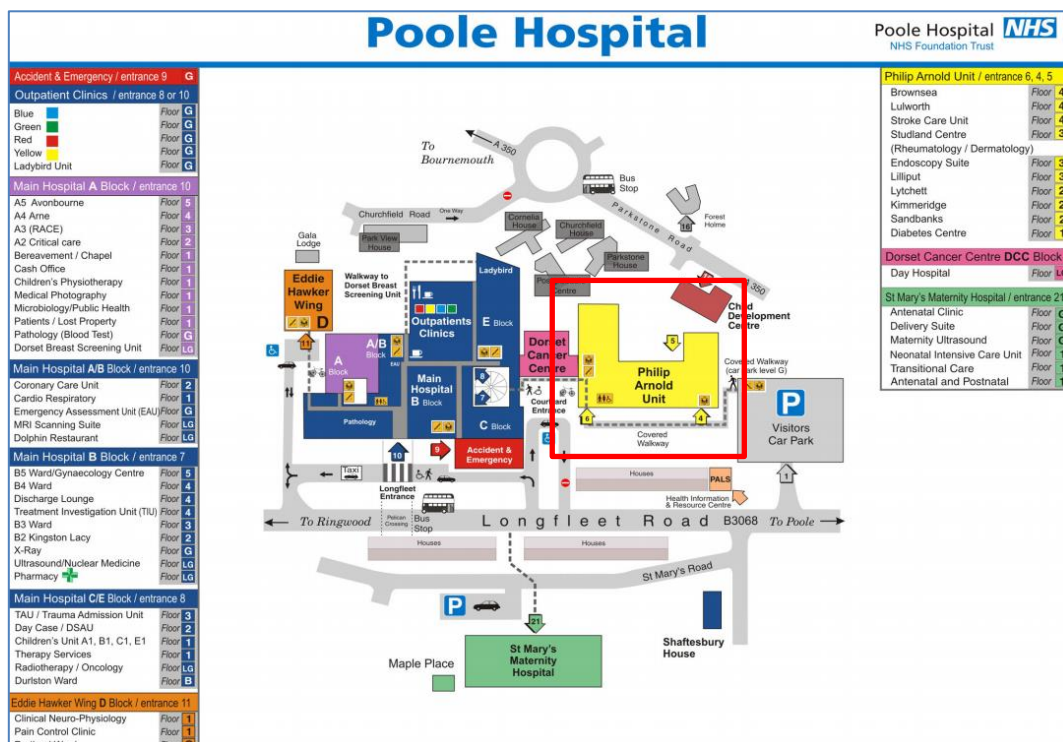 Poole Hospital
Poole Hospital NHS
NHS Foundation Trust
Accident & Emergency / entrance 9 G
Outpatient Clinics / entrance 8 or 10
Blue Floor G
Green Floor G
Red Floor G
Yellow Floor G
Ladybird Unit Floor G
Main Hospital A Block / entrance 10
A5 Avonbourne Floor 5
A4 Arne Floor 4
A3 (RACE) Floor 3
A2 Critical care Floor 2
Bereavement / Chapel Floor 1
Cash Office Floor 1
Children's Physiotherapy Floor 1
Medical Photography Floor 1
Microbiology/Public Health Floor 1
Patients / Lost Property Floor 1
Pathology (Blood Test) Floor G
Dorset Breast Screening Unit Floor LG
Main Hospital A/B Block / entrance 10
Coronary Care Unit Floor 2
Cardio Respiratory Floor 1
Emergency Assessment Unit (EAU) Floor G
MRI Scanning Suite Floor LG
Dolphin Restaurant Floor LG
Main Hospital B Block / entrance 7
B5 Ward/Gynaecology Centre Floor 5
B4 Ward Floor 4
Discharge Lounge Floor 4
Treatment Investigation Unit (TIU) Floor 4
B3 Ward Floor 3
B2 Kingston Lacy Floor 2
X-Ray Floor G
Ultrasound/Nuclear Medicine Floor LG
Pharmacy Floor LG
Main Hospital C/E Block / entrance 8
TAU / Trauma Admission Unit Floor 3
Day Case / DSAU Floor 2
Children's Unit A1, B1, C1, E1 Floor 1
Therapy Services Floor 1
Radiotherapy / Oncology Floor LG
Durlston Ward Floor B
Eddie Hawker Wing D Block / entrance 11
Clinical Neuro-Physiology Floor 1
Pain Control Clinic Floor 1
To
Bournemouth
A 350
Bus
Stop
Parkstone Road
A 350
16
Forest
Holme
Churchfield Road
One Way
Park View
House
Gala
Lodge
Cornelia
House
Churchfield
House
Parkstone
House
Centre
Child
Development
Centre
Eddie
Hawker
Wing
D
11
Walkway to
Dorset Breast
Screening Unit
Ladybird
E Block
Outpatients
Clinics
A/B
Block
EAU
A
Block
Pathology
Main
Hospital
B Block
8
7
C Block
Dorset
Cancer
Centre
Courtyard
Entrance
Philip
Arnold
Unit
5
6
4
Covered
Walkway
Covered Walkway
(car park level G)
P
Visitors
Car Park
1
9
Accident &
Emergency
10
Taxi
Longfleet
Entrance
Pelican
Crossing
Bus
Stop
Houses
PALS
Health Information
& Resource Centre
To Ringwood
Longfleet Road B3068 To Poole
Houses
Houses
St Mary's Road
P
21
St Mary's
Maternity
Hospital
Maple Place
Shaftesbury
House
Philip Arnold Unit / entrance 6, 4, 5
Brownsea Floor 4
Lulworth Floor 4
Stroke Care Unit Floor 4
Studland Centre Floor 3
(Rheumatology / Dermatology)
Endoscopy Suite Floor 3
Lilliput Floor 3
Lytchett Floor 2
Kimmeridge Floor 2
Sandbanks Floor 2
Diabetes Centre Floor 1
Dorset Cancer Centre DCC Block
Day Hospital Floor LG
St Mary's Maternity Hospital / entrance 21
Antenatal Clinic Floor G
Delivery Suite Floor
Maternity Ultrasound Floor G
Neonatal Intensive Care Unit Floor 1
Transitional Care Floor 1
Antenatal and Postnatal Floor 1